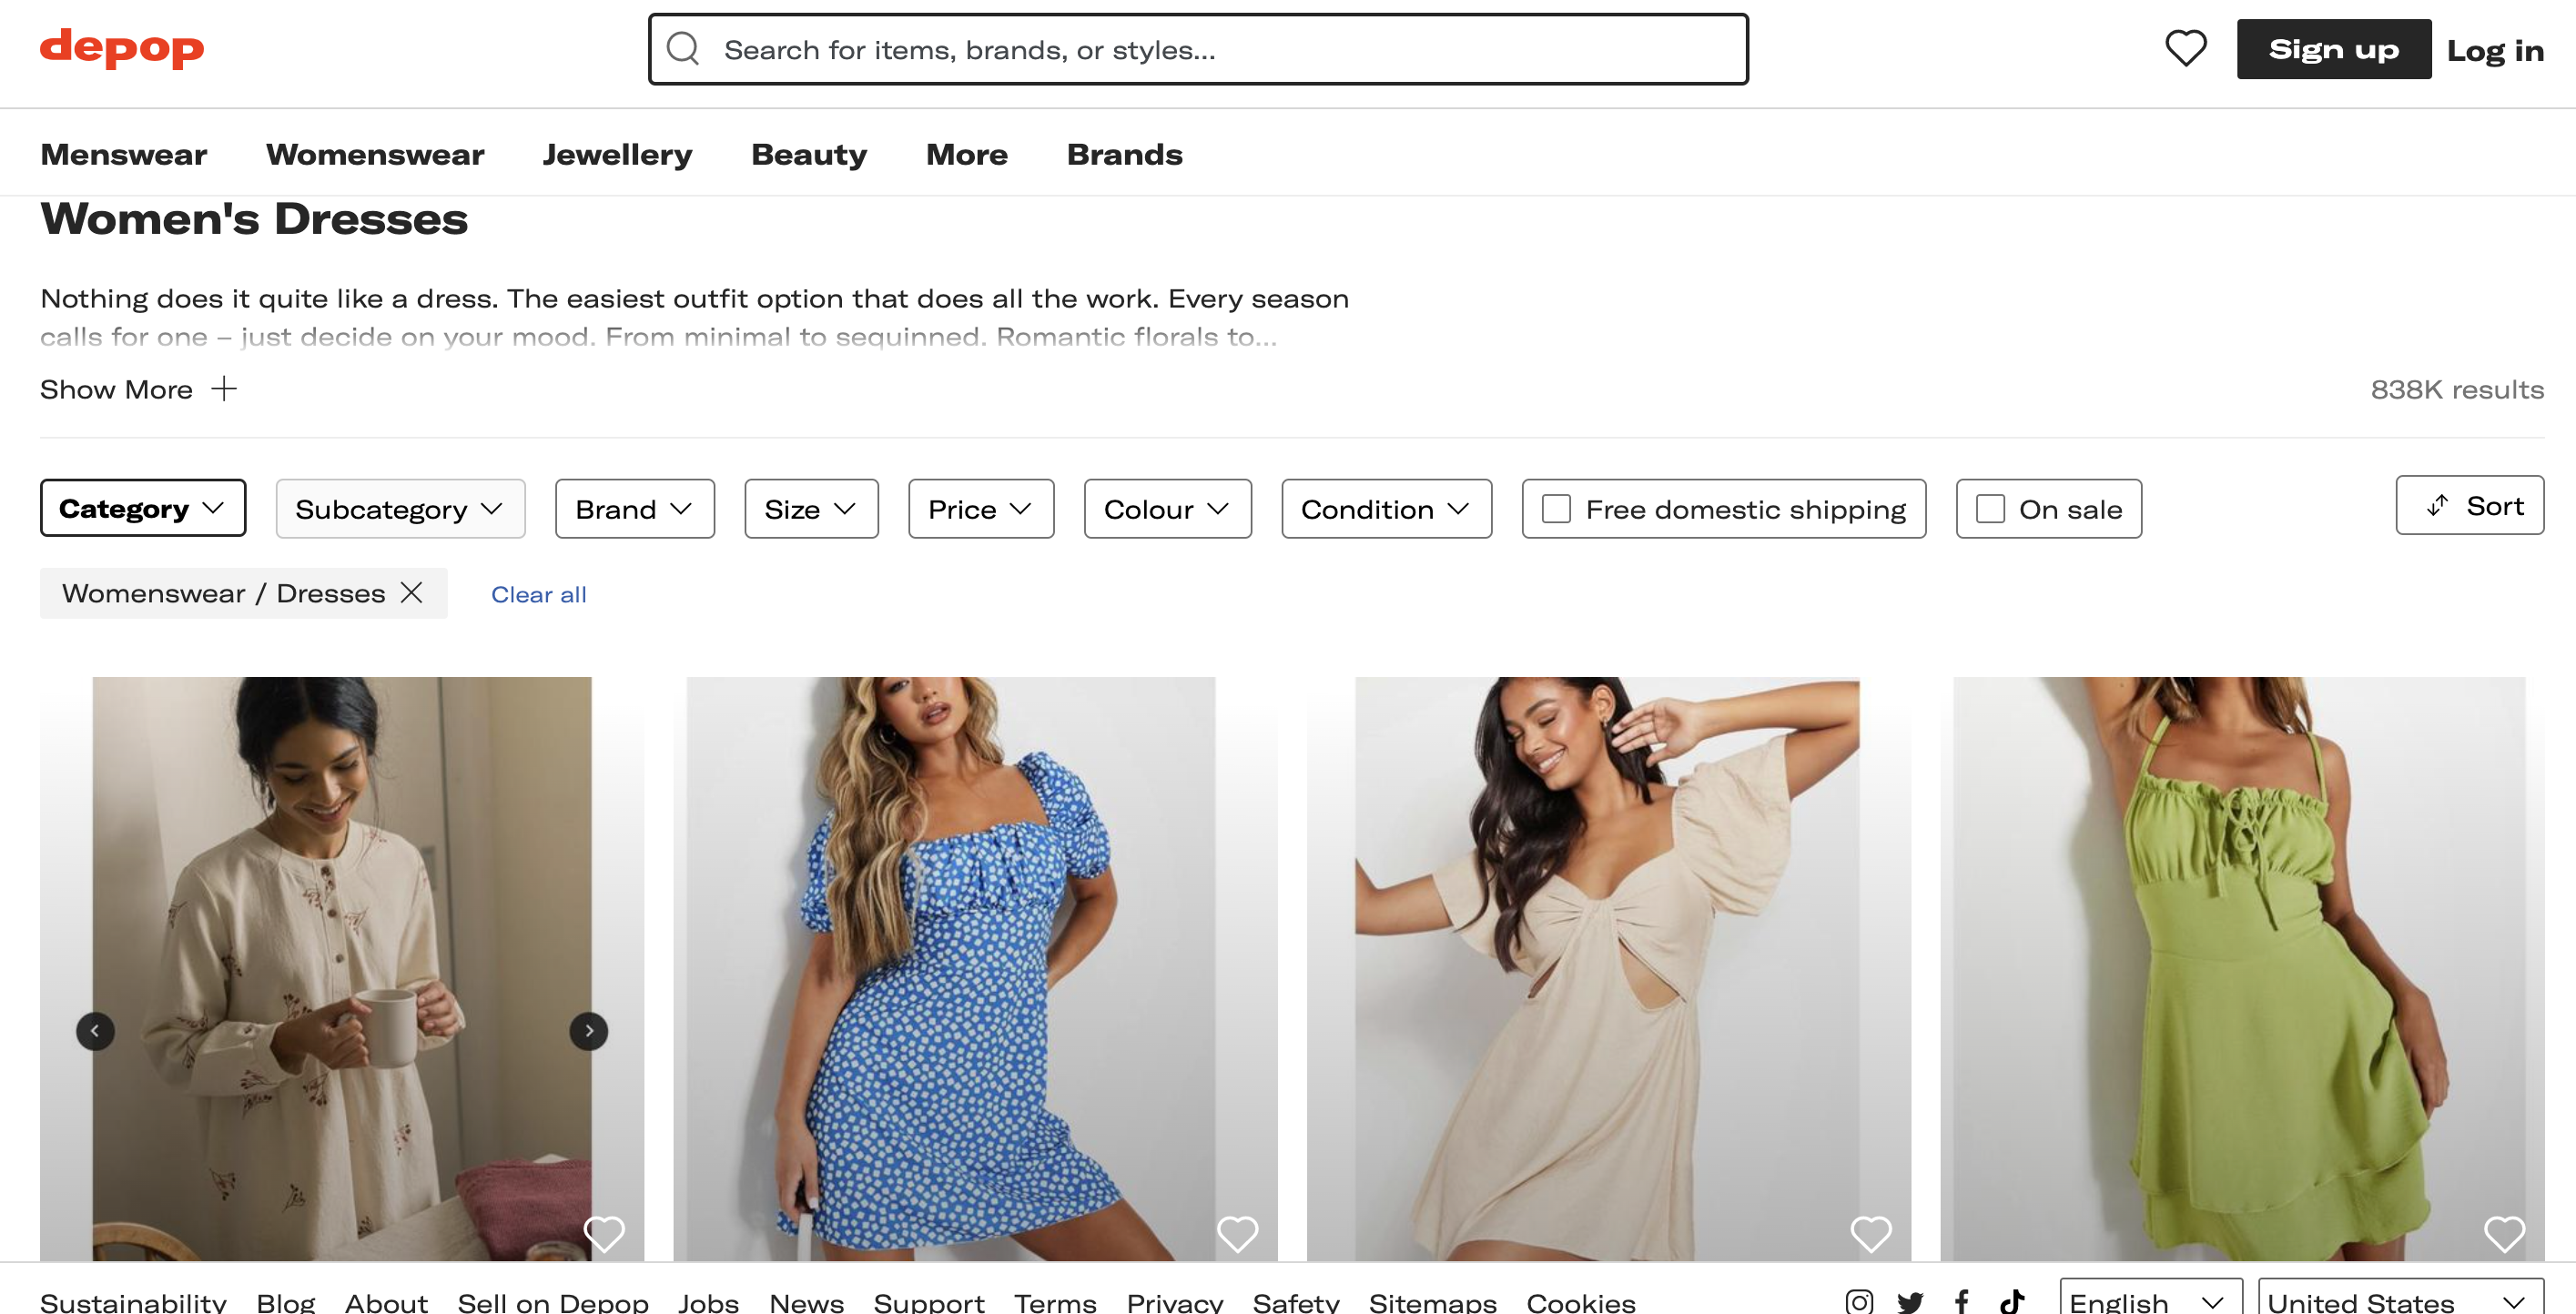 depop
Search for items, brands, or styles...
Sign up
Log in
Menswear
Womenswear
Jewellery
Beauty
More
Brands
Women's Dresses
Nothing does it quite like a dress. The easiest outfit option that does all the work. Every season
calls for one – just decide on your mood. From minimal to sequinned. Romantic florals to...
Show More
838K results
Category
Subcategory
Brand
Size
Price
Colour
Condition
Free domestic shipping
On sale
Sort
Womenswear / Dresses
Clear all
Sustainability
Blog
About
Sell on Depop
Jobs
News
Support
Terms
Privacy
Safety
Sitemaps
Cookies
English
United States